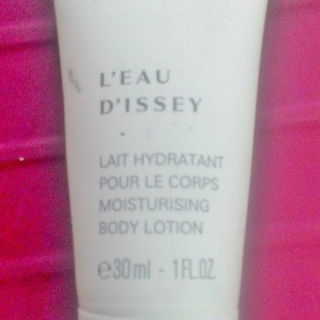 L'EAU
D'ISSEY
LAIT HYDRATANT
POUR LE CORPS
MOISTURISING
BODY LOTION
℮30ml - 1FL.OZ.